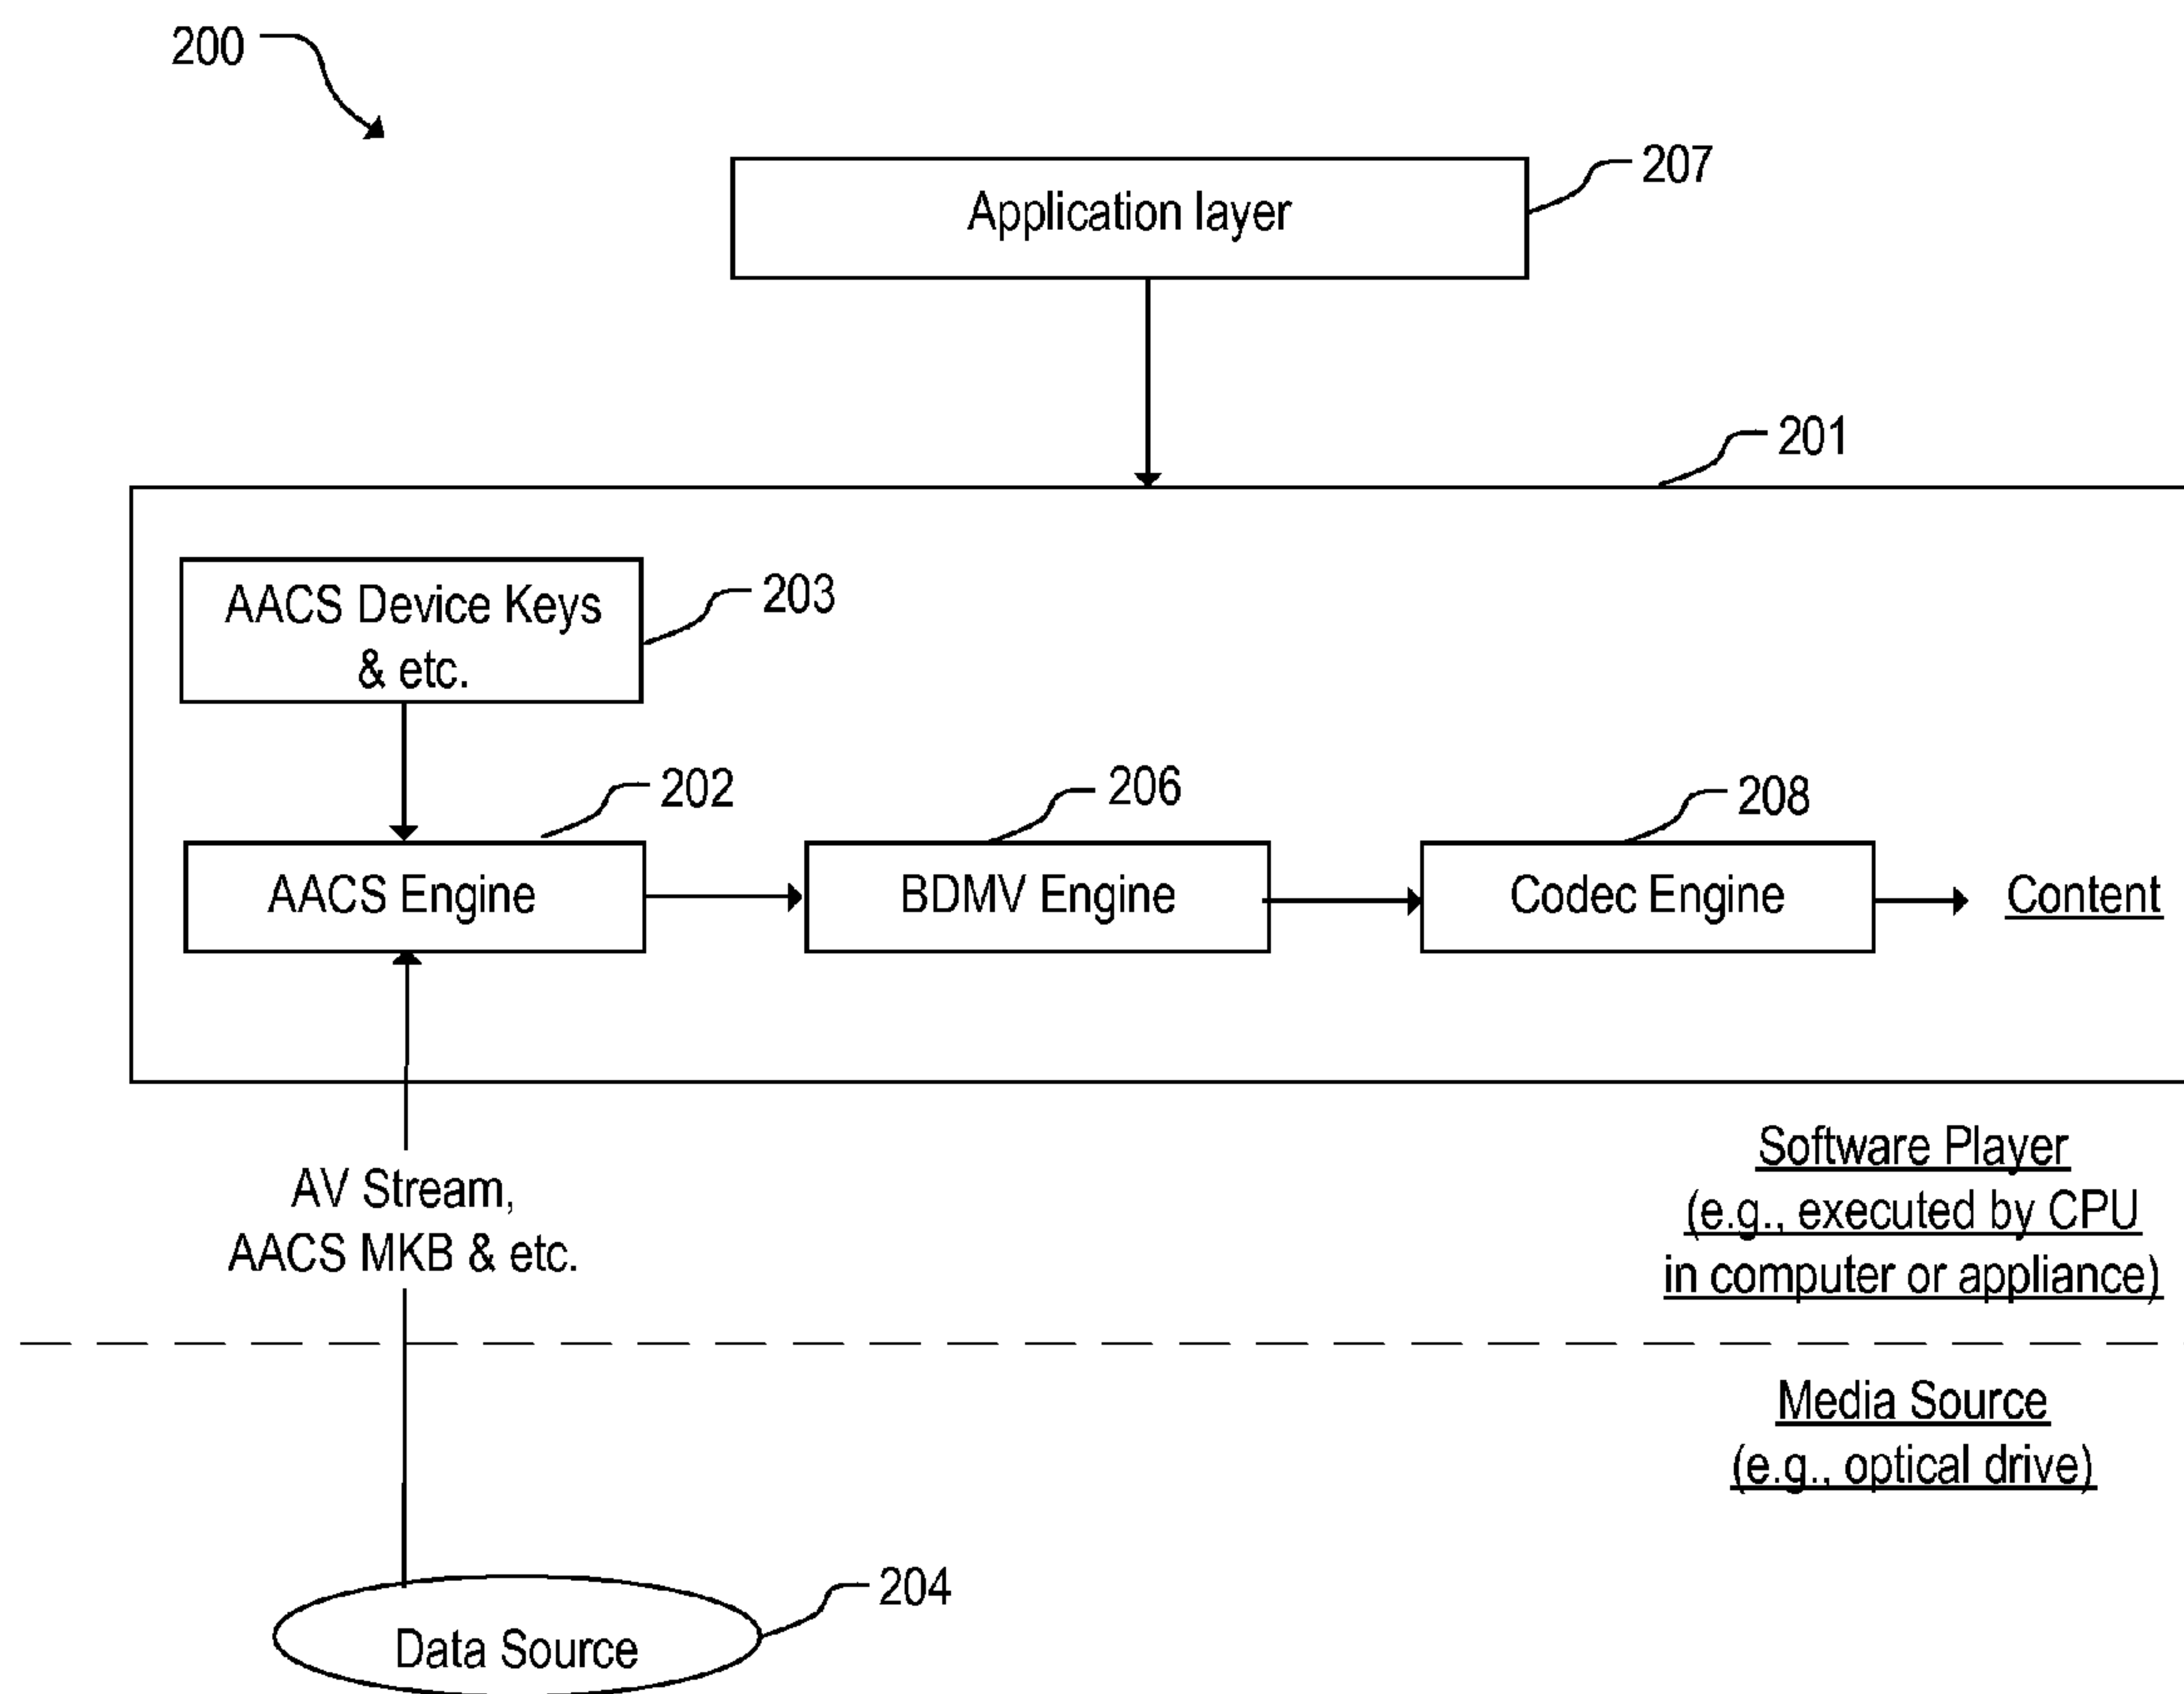 200
207
Application layer
201
AACS Device Keys
& etc.
203
202
206
208
AACS Engine
BDMV Engine
Codec Engine
Content
AV Stream,
AACS MKB & etc.
Software Player
(e.g., executed by CPU
in computer or appliance)
Media Source
(e.g., optical drive)
204
Data Source